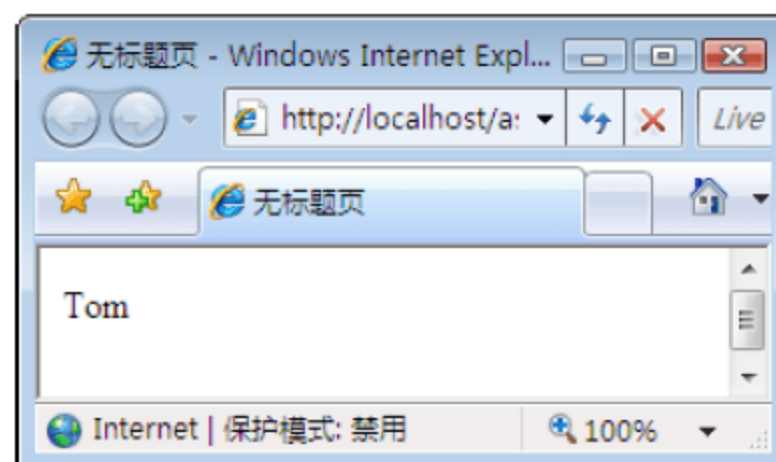 无标题页 - Windows Internet Expl...
http://localhost/a:
Live
无标题页
Tom
Internet | 保护模式: 禁用
100%